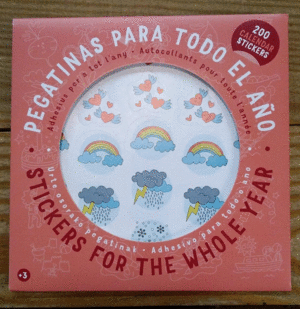 200
CALENDAR
STICKERS
PEGATINAS PARA TODO EL AÑO
Adhesius per a tot l'any • Autocollants pour toute l'année
Urte osorako pegatinak • Adhesivo para todo o ano
STICKERS FOR THE WHOLE YEAR
+3